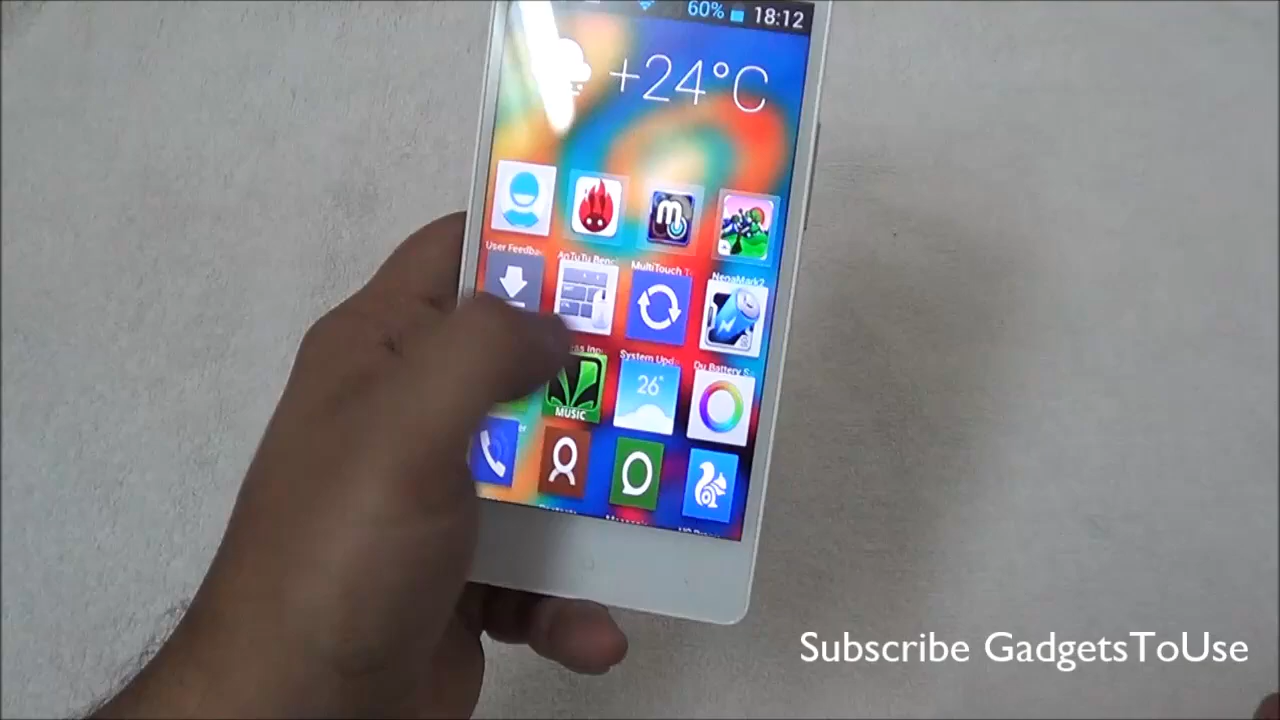 60% 18:12
+24°C
User Feedba
AnTuTu Benc
MultiTouch T
NenaMark2
System Upd
Du Battery S
26°
MUSIC
Subscribe GadgetsToUse